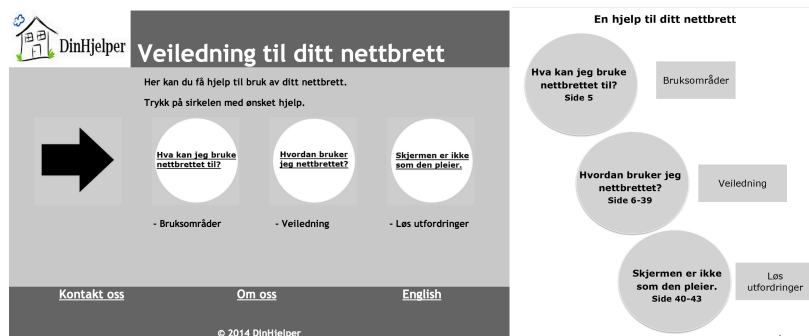 DinHjelper
Veiledning til ditt nettbrett
Her kan du få hjelp til bruk av ditt nettbrett.
Trykk på sirkelen med ønsket hjelp.
Hva kan jeg bruke
nettbrettet til?
Hvordan bruker
jeg nettbrettet?
Skjermen er ikke
som den pleier.
- Bruksområder
- Veiledning
- Løs utfordringer
Kontakt oss
Om oss
English
© 2014 DinHjelper
En hjelp til ditt nettbrett
Hva kan jeg bruke
nettbrettet til?
Side 5
Bruksområder
Hvordan bruker jeg
nettbrettet?
Side 6-39
Veiledning
Skjermen er ikke
som den pleier.
Side 40-43
Løs
utfordringer